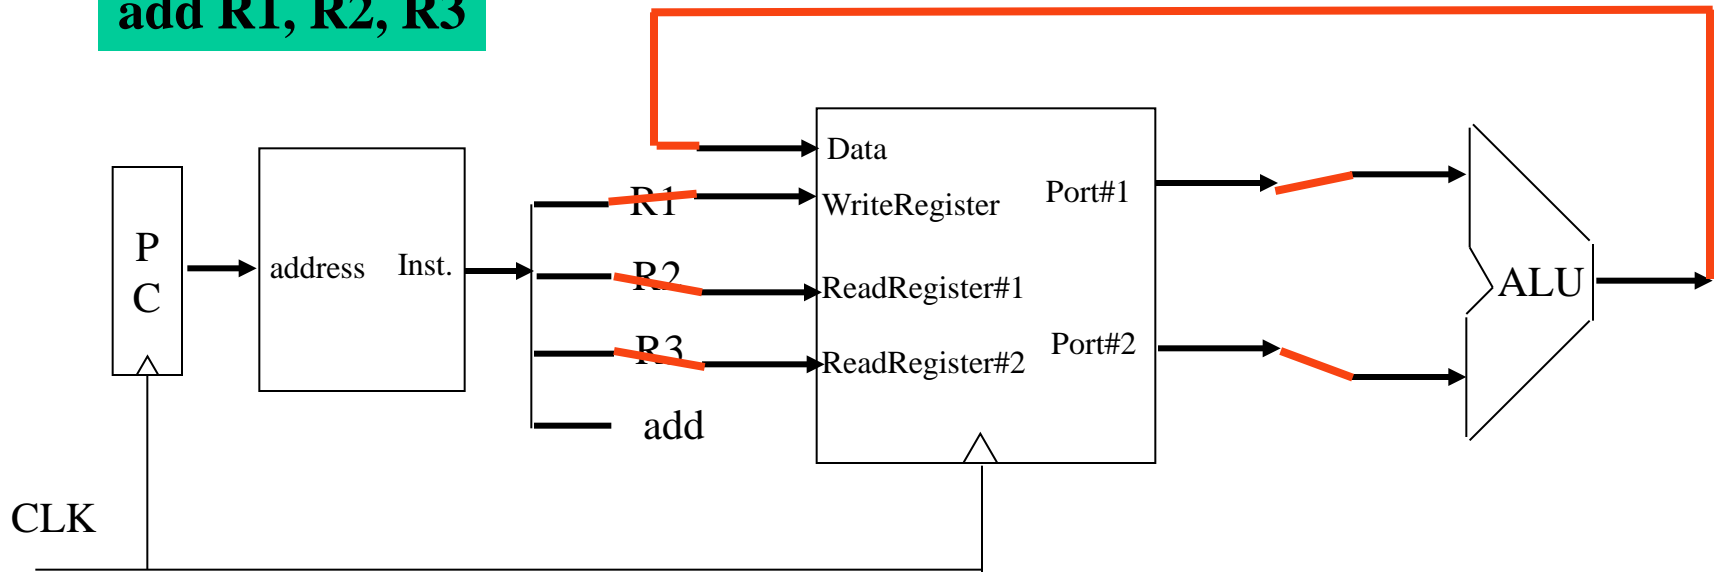 add R1, R2, R3
Data
R1
WriteRegister
Port#1
P
C
address
Inst.
R2
ReadRegister#1
ALU
R3
ReadRegister#2
Port#2
add
CLK